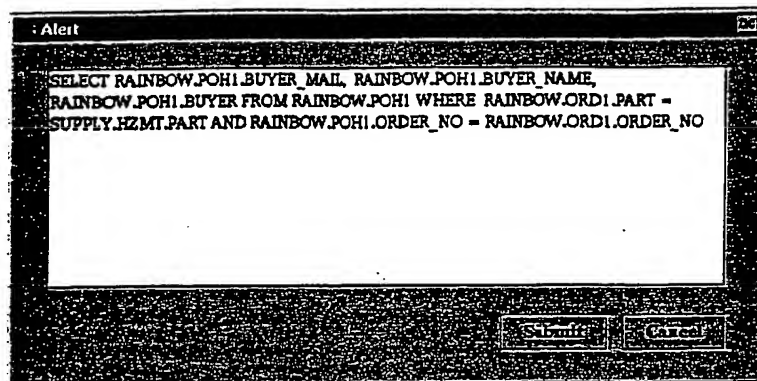 : Alert
SELECT RAINBOW.POH1.BUYER_MAIL, RAINBOW.POH1.BUYER_NAME,
RAINBOW.POH1.BUYER FROM RAINBOW.POH1 WHERE RAINBOW.ORD1.PART =
SUPPLY.HZMT.PART AND RAINBOW.POH1.ORDER_NO = RAINBOW.ORD1.ORDER_NO
Submit Cancel